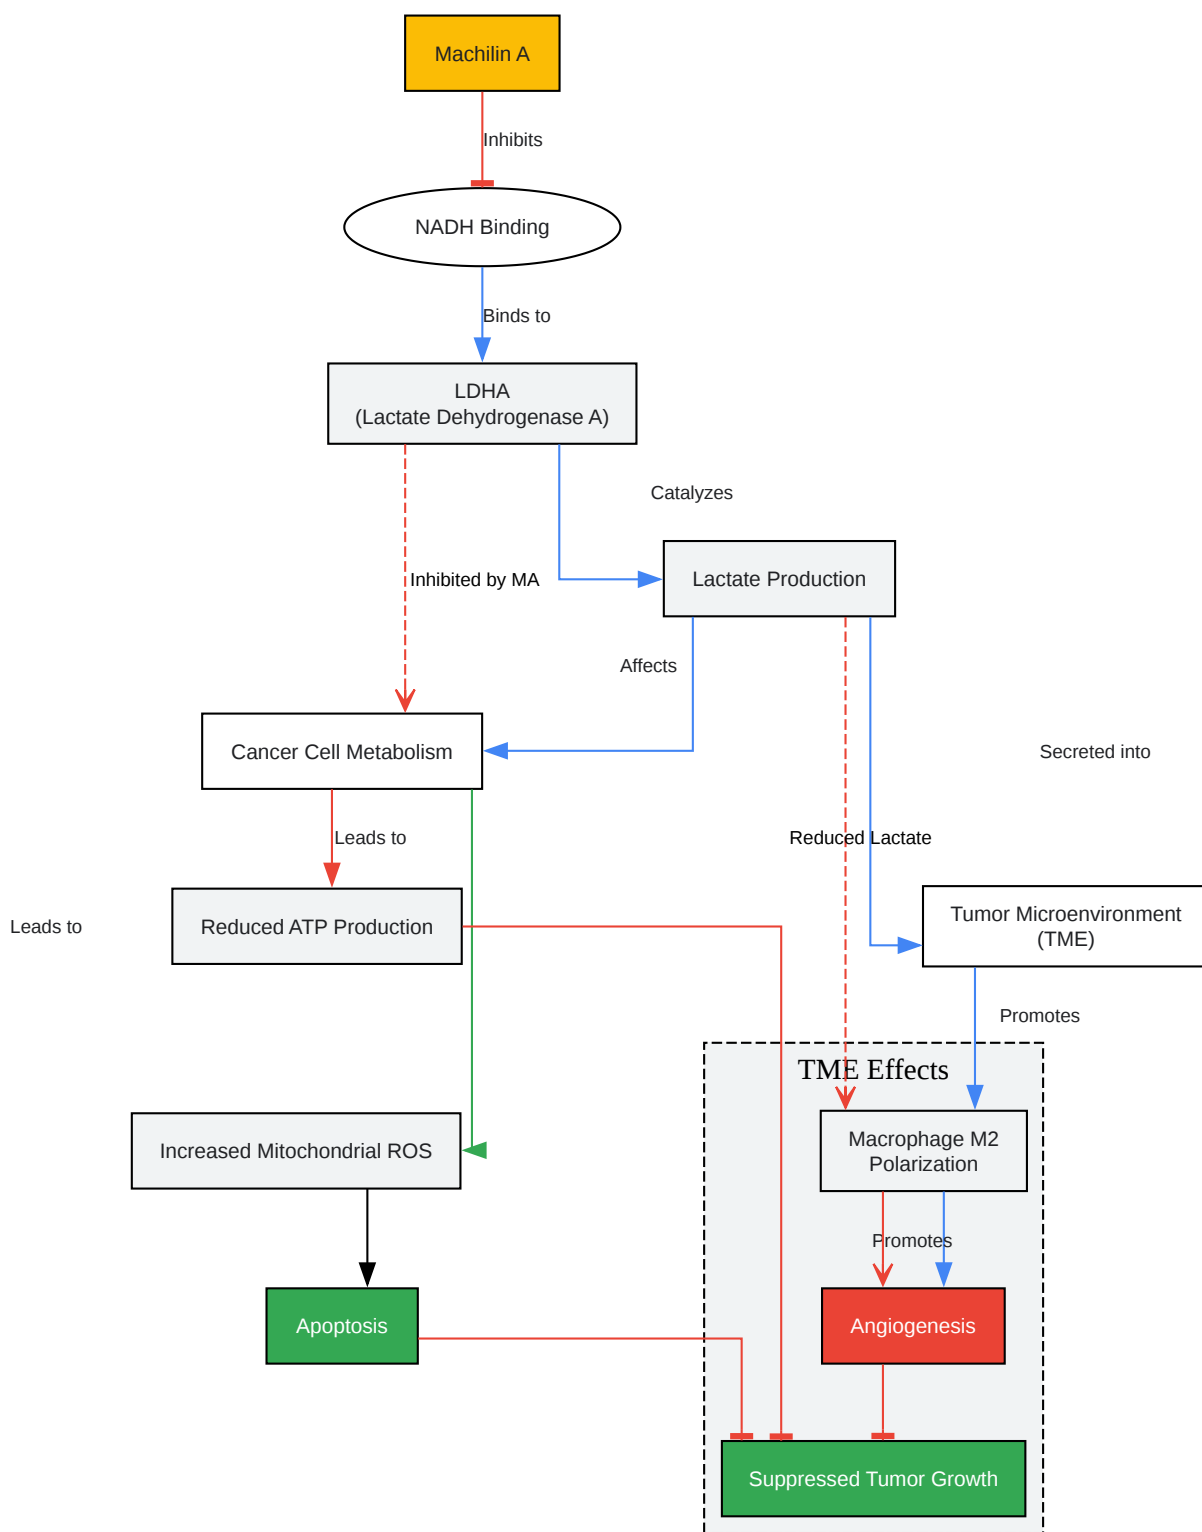 Machilin A
Inhibits
NADH Binding
Binds to
LDHA
(Lactate Dehydrogenase A)
Catalyzes
Inhibited by MA
Lactate Production
Affects
Cancer Cell Metabolism
Secreted into
Leads to
Reduced Lactate
Leads to
Reduced ATP Production
Tumor Microenvironment
(TME)
Promotes
TME Effects
Increased Mitochondrial ROS
Macrophage M2
Polarization
Promotes
Apoptosis
Angiogenesis
Suppressed Tumor Growth